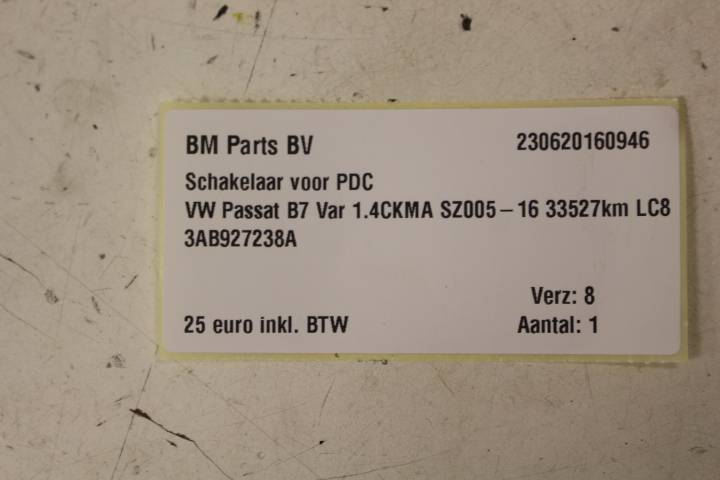 BM Parts BV 230620160946
Schakelaar voor PDC
VW Passat B7 Var 1.4CKMA SZ005–16 33527km LC8
3AB927238A
Verz: 8
25 euro inkl. BTW Aantal: 1